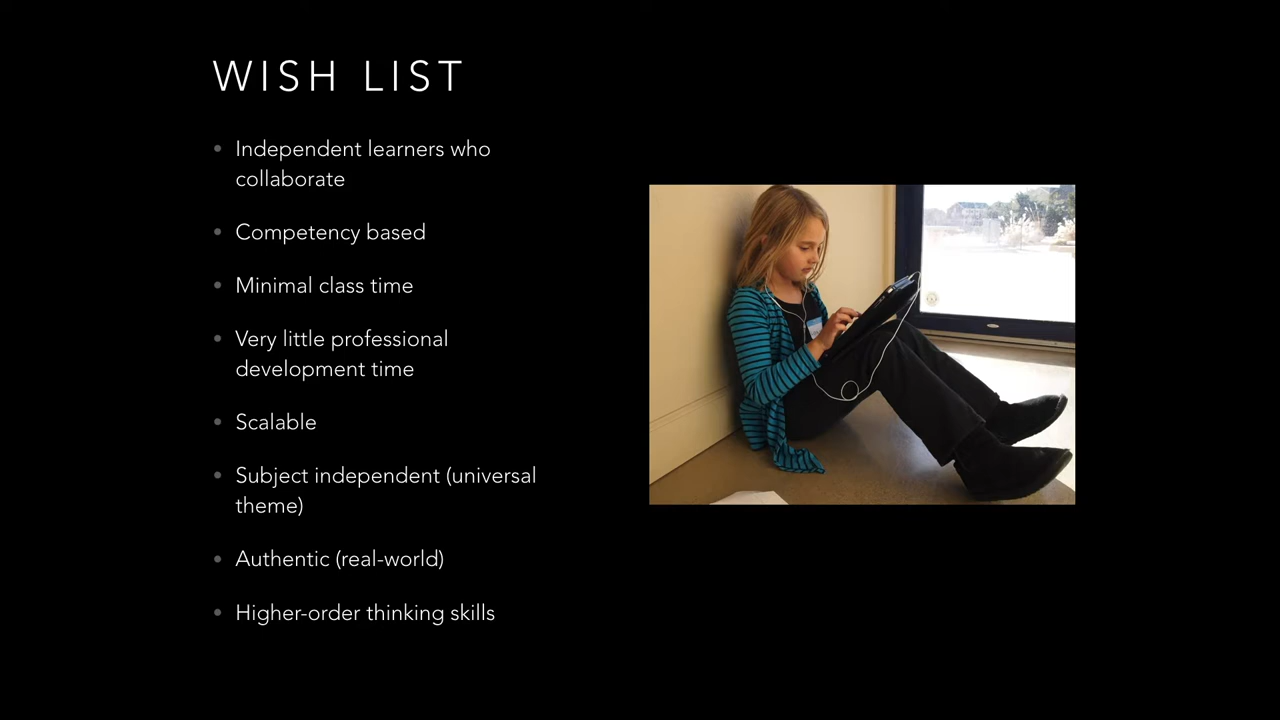 WISH LIST
• Independent learners who
collaborate
• Competency based
• Minimal class time
• Very little professional
development time
• Scalable
• Subject independent (universal
theme)
• Authentic (real-world)
• Higher-order thinking skills